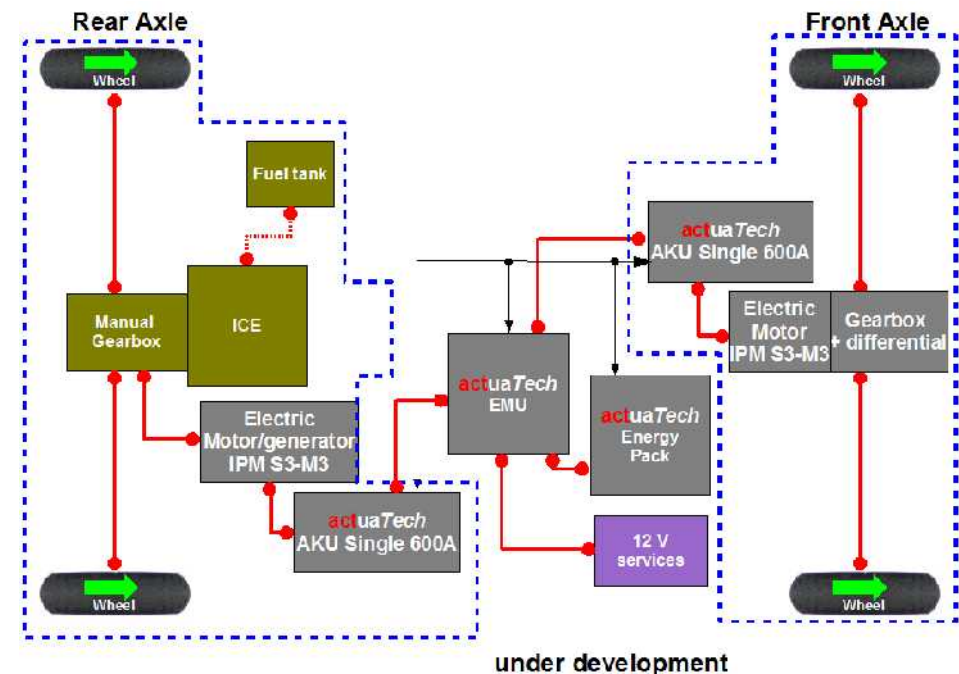 Rear Axle
Front Axle
Wheel
Wheel
Fuel tank
actuaTech
AKU Single 600A
Manual
Gearbox
ICE
Electric
Motor
IPM S3-M3
Gearbox
+ differential
actuaTech
EMU
Electric
Motor/generator
IPM S3-M3
actuaTech
Energy
Pack
actuaTech
AKU Single 600A
12 V
services
Wheel
Wheel
under development